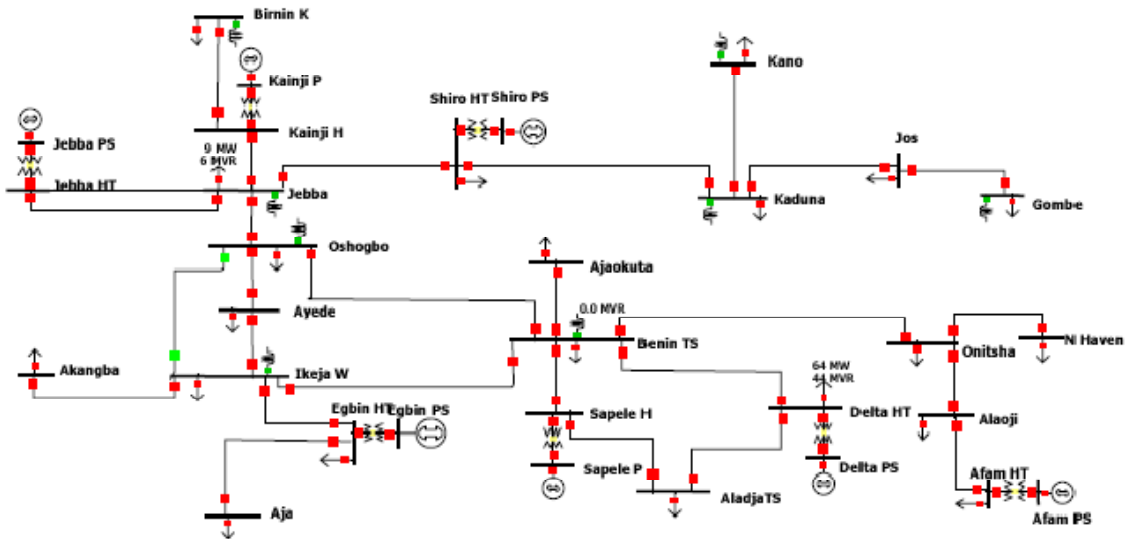 Birnin K
Kainji P
Kano
Shiro HT
Shiro PS
Kainji H
Jebba PS
9 MW
6 MVR
Jos
Jebba HT
Jebba
Kaduna
Gombe
Oshogbo
Ajaokuta
Ayede
0.0 MVR
Benin TS
N Haven
Onitsha
Akangba
Ikeja W
64 MW
44 MVR
Egbin HT
Egbin PS
Sapele H
Delta HT
Alaoji
Sapele P
Delta PS
Afam HT
AladjaTS
Aja
Afam PS